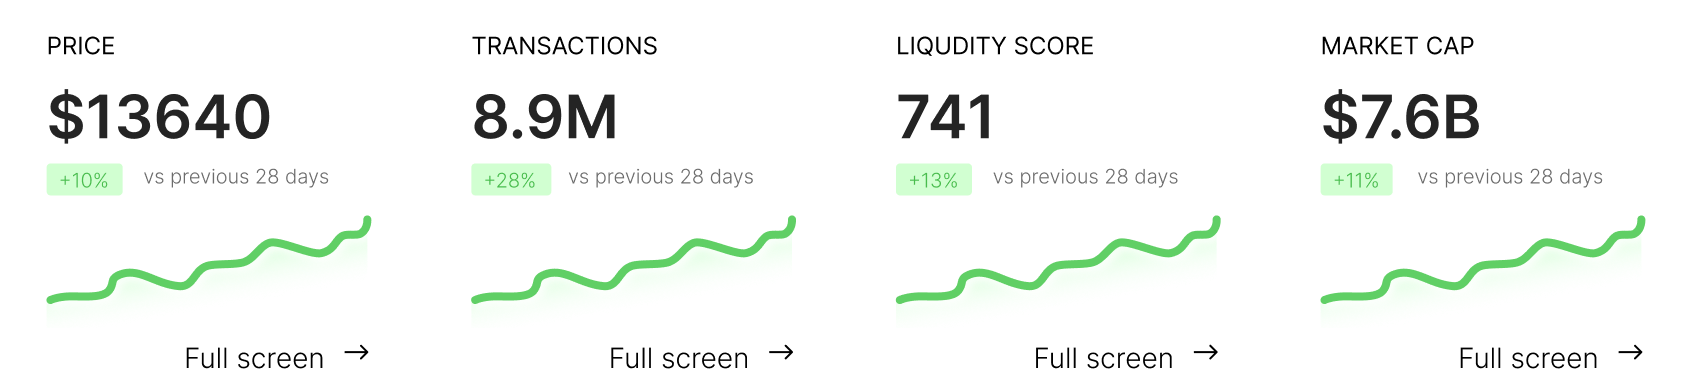 PRICE
$13640
+10% vs previous 28 days
Full screen →
TRANSACTIONS
8.9M
+28% vs previous 28 days
Full screen →
LIQUDITY SCORE
741
+13% vs previous 28 days
Full screen →
MARKET CAP
$7.6B
+11% vs previous 28 days
Full screen →